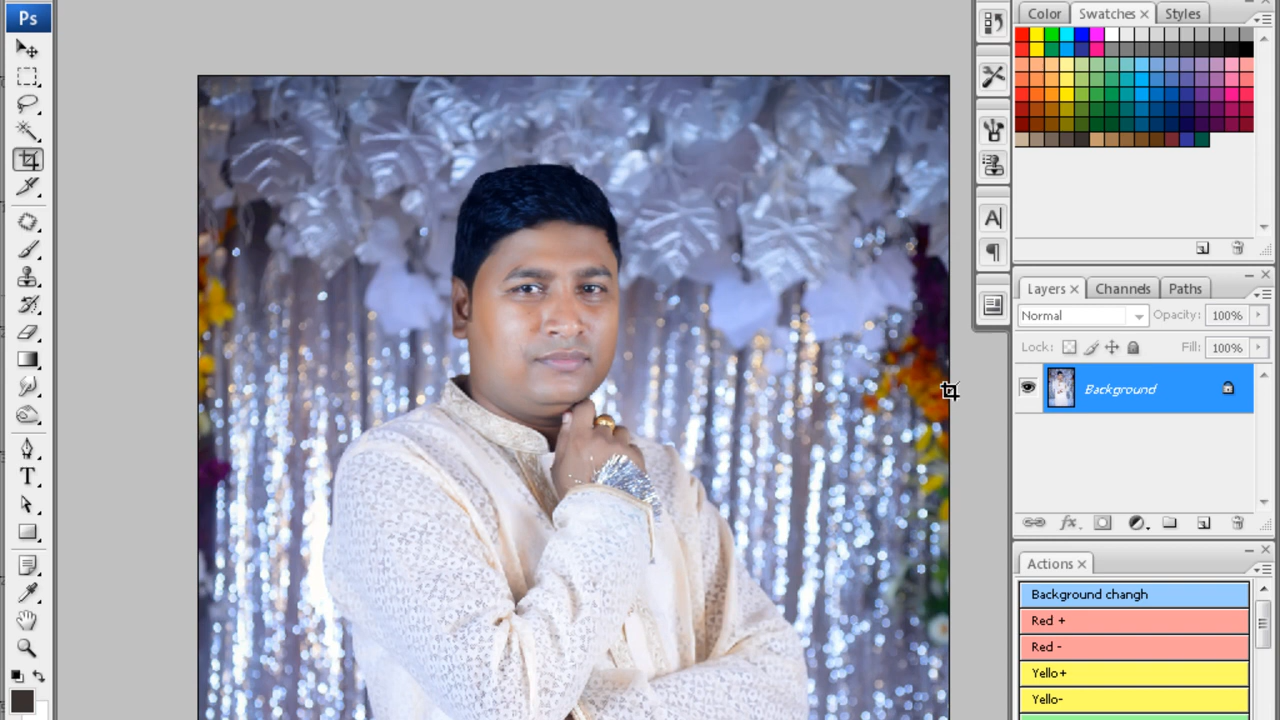 Ps
Color Swatches × Styles
Layers × Channels Paths
Normal Opacity: 100%
Lock: Fill: 100%
Background
Actions ×
Background changh
Red +
Red -
Yello+
Yello-